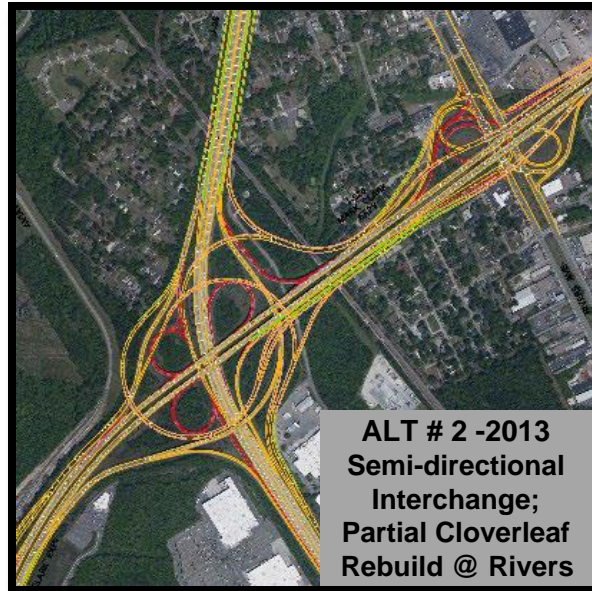 ALT # 2 -2013
Semi-directional
Interchange;
Partial Cloverleaf
Rebuild @ Rivers